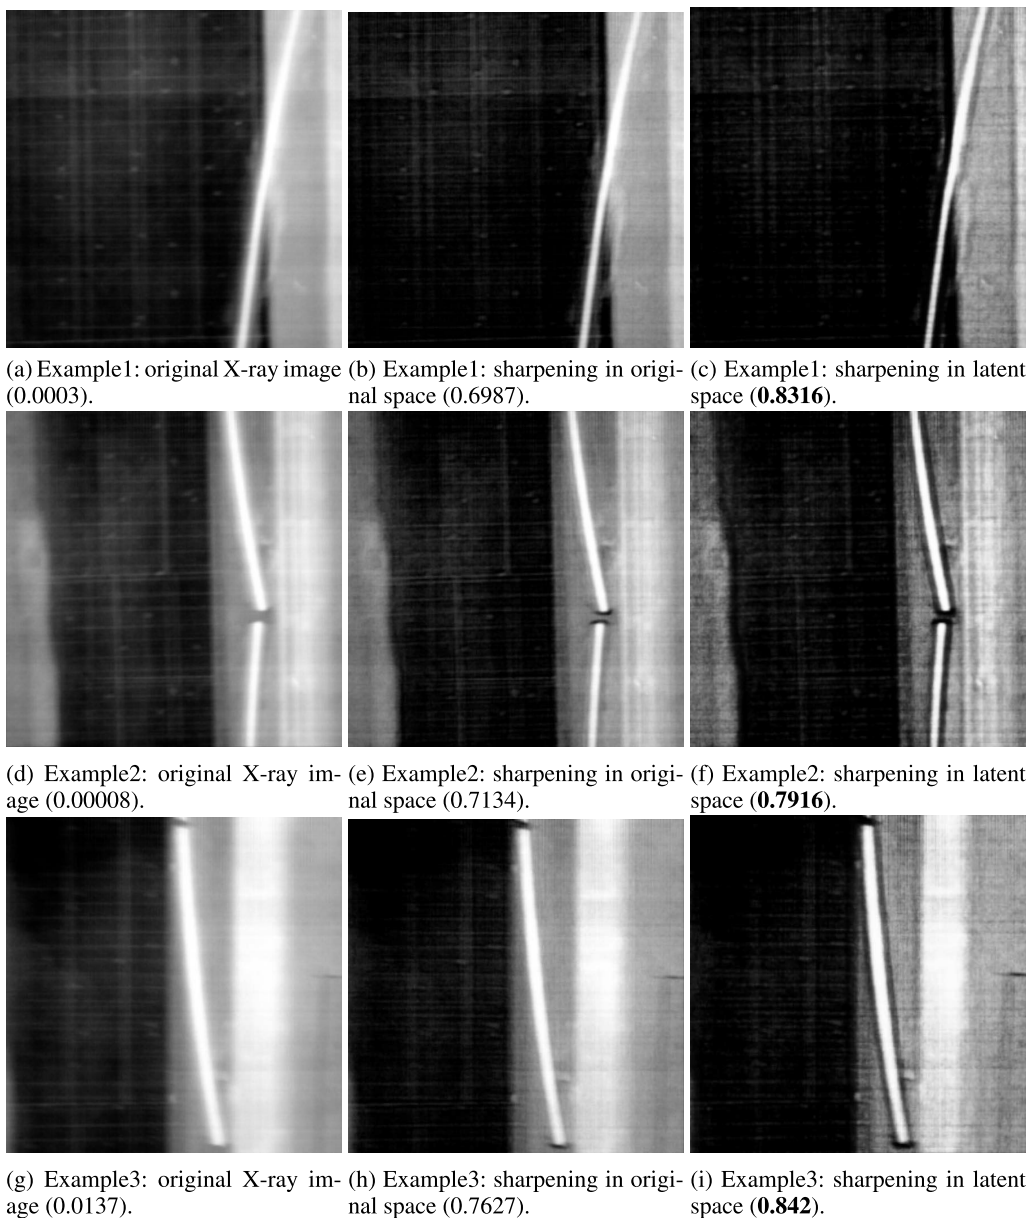 (a) Example1: original X-ray image
(0.0003).
(b) Example1: sharpening in origi-
nal space (0.6987).
(c) Example1: sharpening in latent
space (0.8316).
(d) Example2: original X-ray im-
age (0.00008).
(e) Example2: sharpening in origi-
nal space (0.7134).
(f) Example2: sharpening in latent
space (0.7916).
(g) Example3: original X-ray im-
age (0.0137).
(h) Example3: sharpening in origi-
nal space (0.7627).
(i) Example3: sharpening in latent
space (0.842).